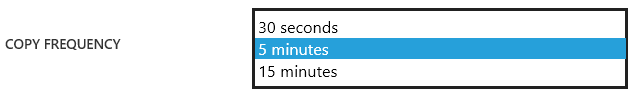 COPY FREQUENCY
30 seconds
5 minutes
15 minutes